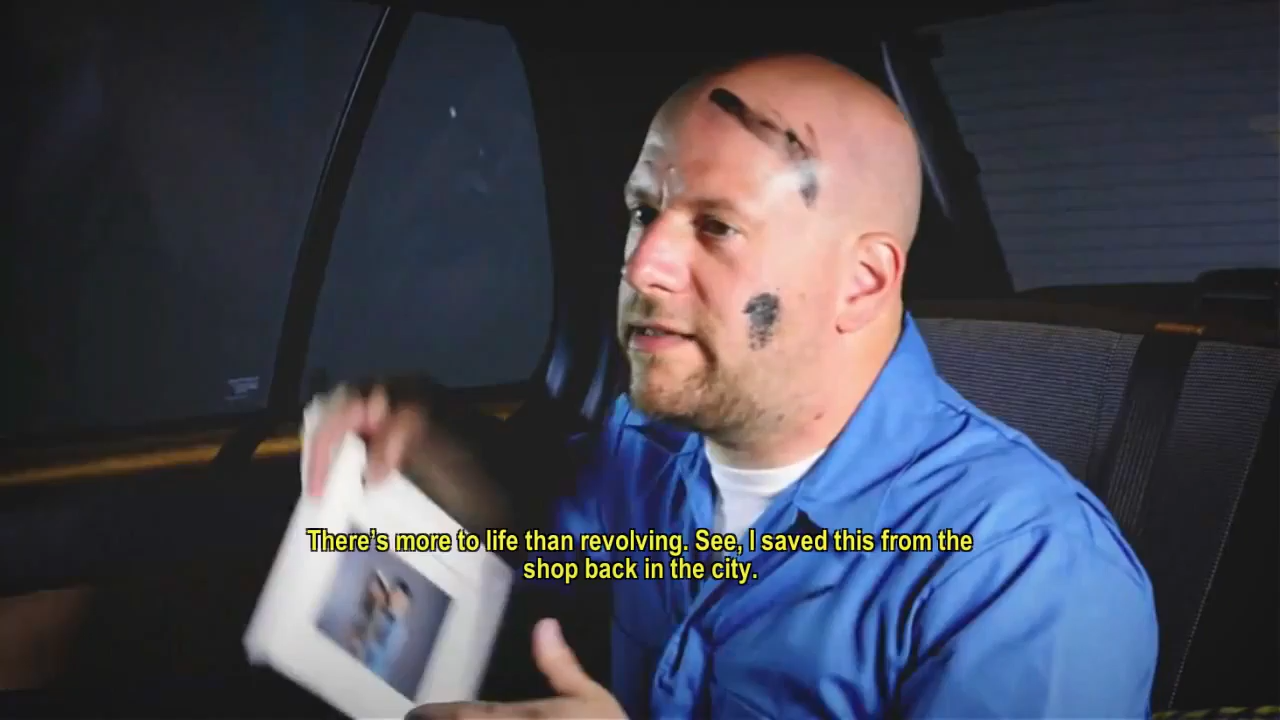 There's more to life than revolving. See, I saved this from the
shop back in the city.